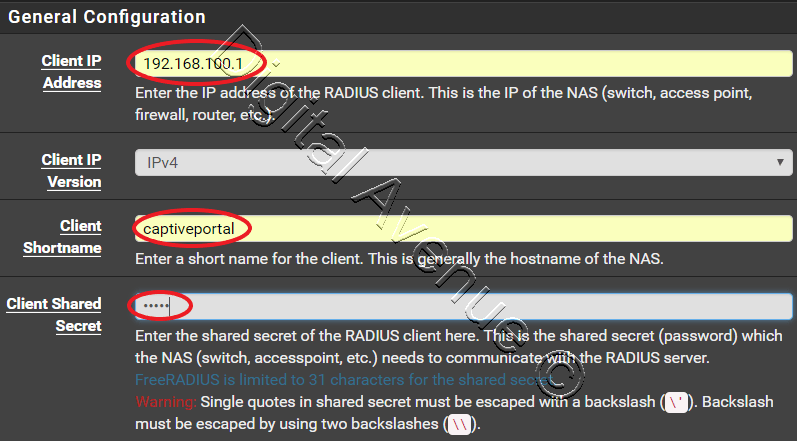 General Configuration
Client IP Address
192.168.100.1
Enter the IP address of the RADIUS client. This is the IP of the NAS (switch, access point,
firewall, router, etc.).
Client IP Version
IPv4
Client Shortname
captiveportal
Enter a short name for the client. This is generally the hostname of the NAS.
Client Shared Secret
•••••
Enter the shared secret of the RADIUS client here. This is the shared secret (password) which
the NAS (switch, accesspoint, etc.) needs to communicate with the RADIUS server.
FreeRADIUS is limited to 31 characters for the shared secret.
Warning: Single quotes in shared secret must be escaped with a backslash (\'). Backslash
must be escaped by using two backslashes (\\).
Digital Avenue ©